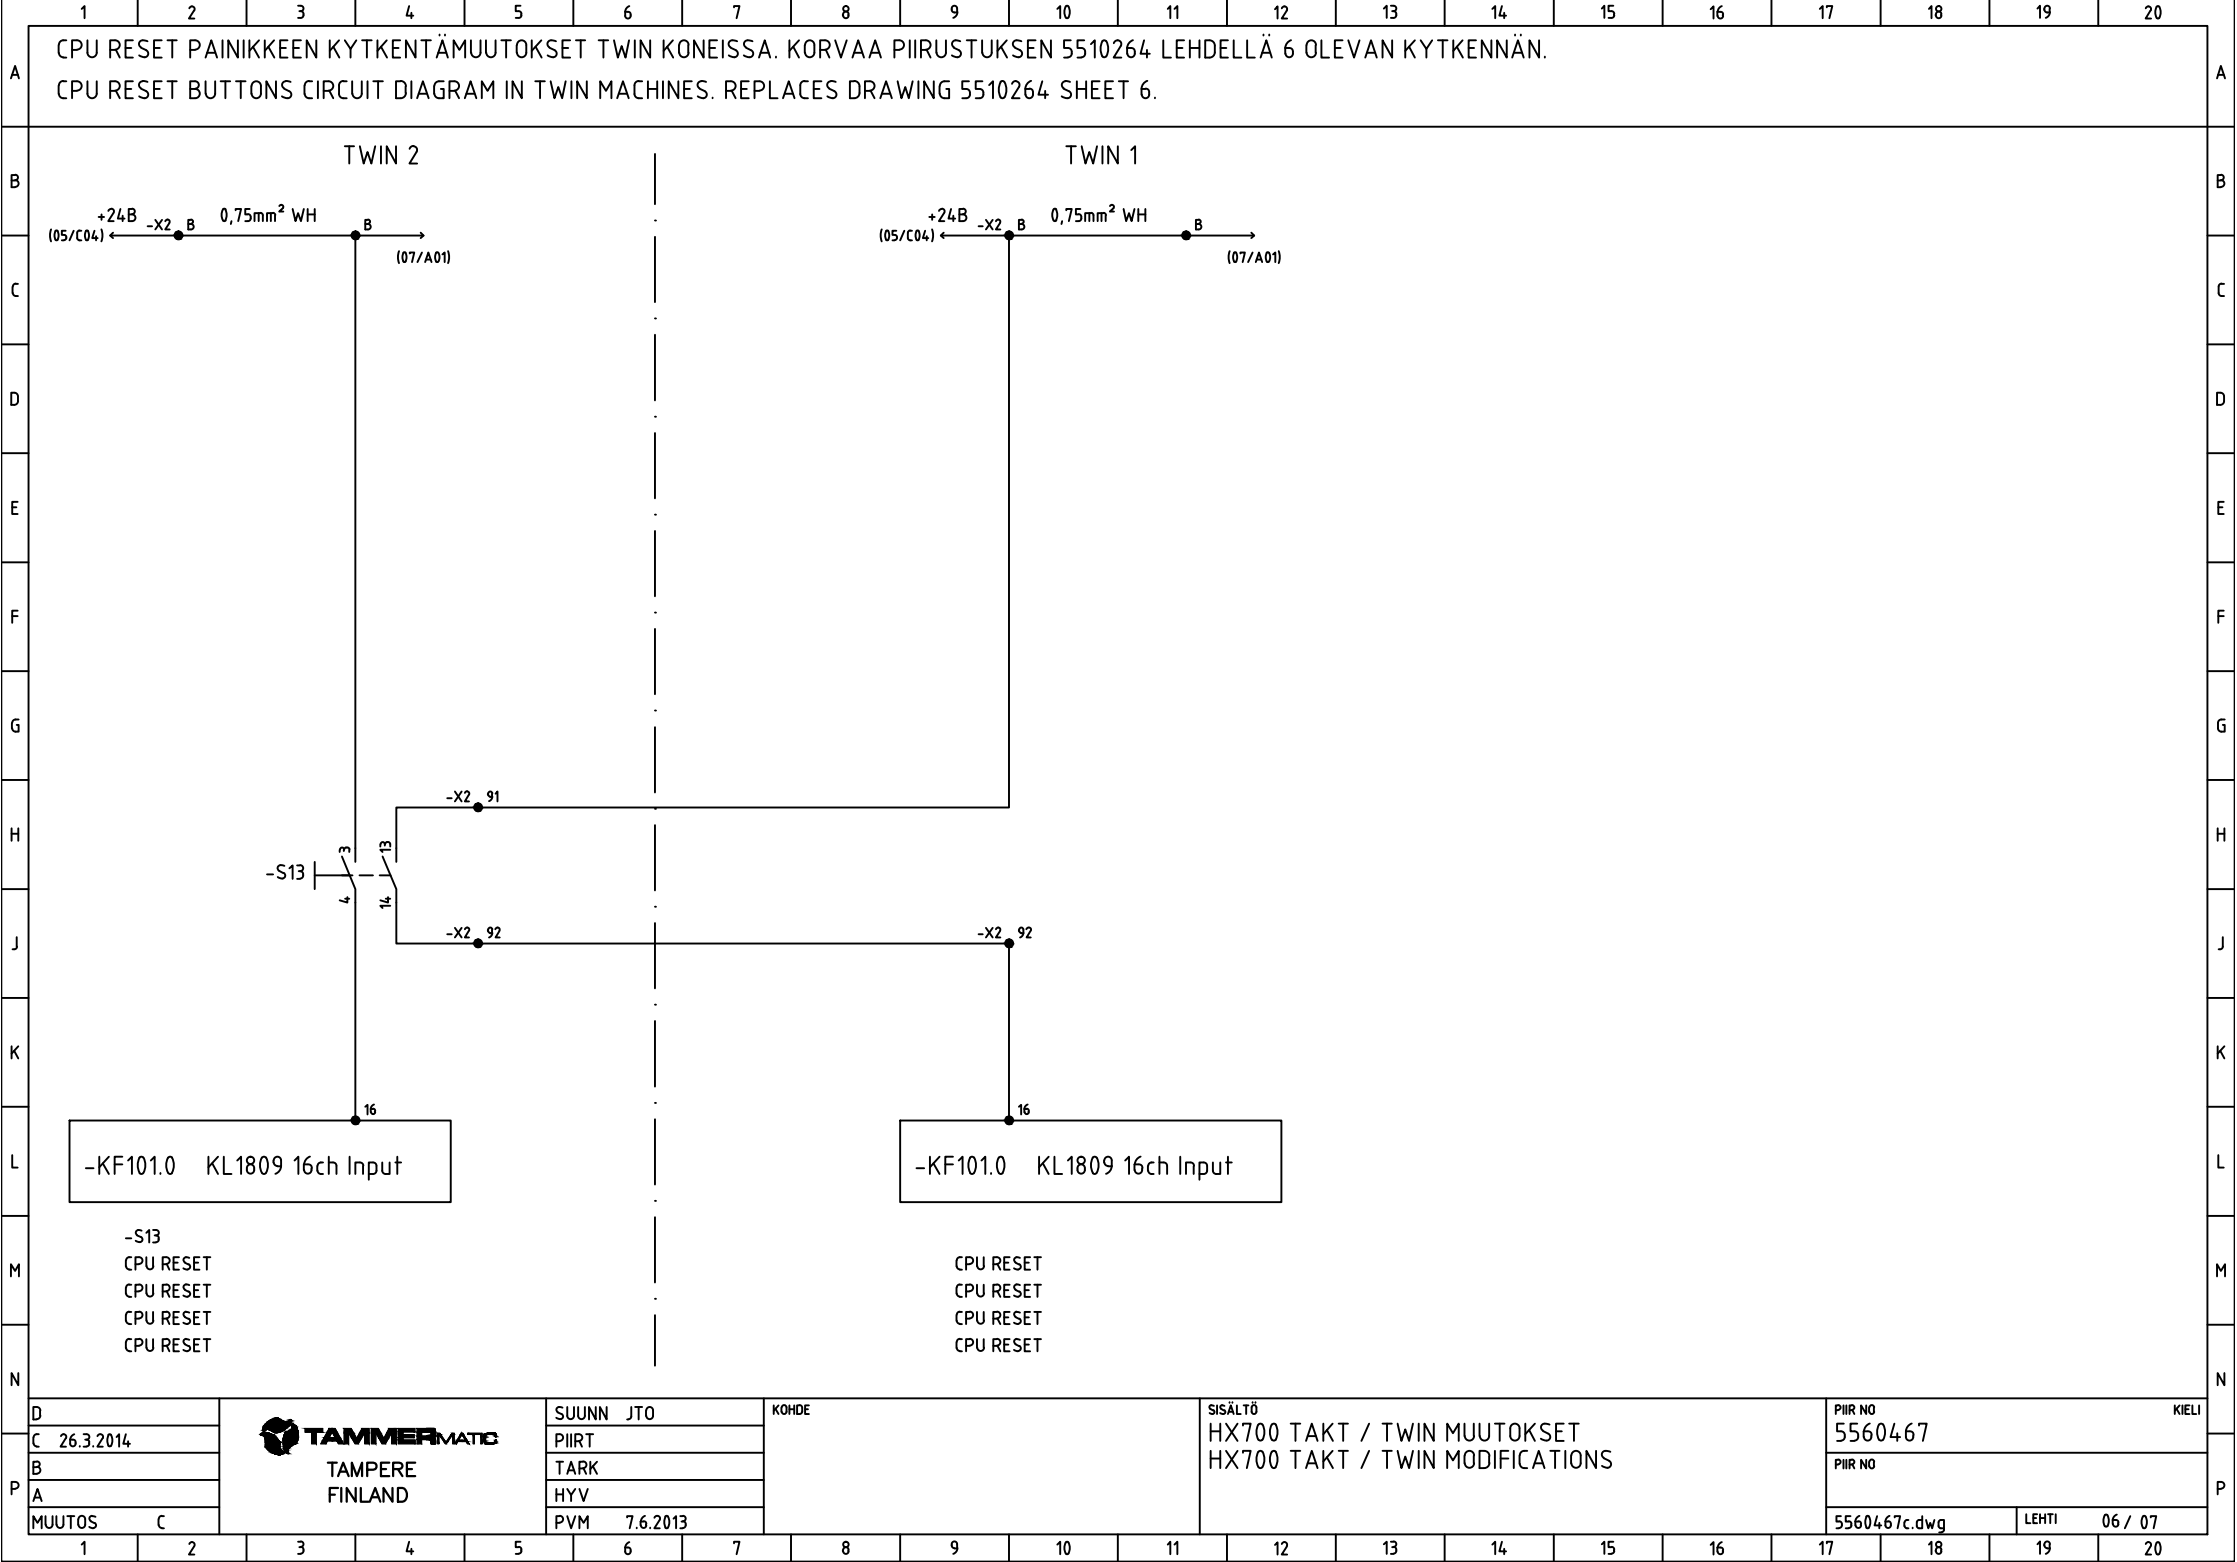 1 2 3 4 5 6 7 8 9 10 11 12 13 14 15 16 17 18 19 20
A A
CPU RESET PAINIKKEEN KYTKENTÄMUUTOKSET TWIN KONEISSA. KORVAA PIIRUSTUKSEN 5510264 LEHDELLÄ 6 OLEVAN KYTKENNÄN.
CPU RESET BUTTONS CIRCUIT DIAGRAM IN TWIN MACHINES. REPLACES DRAWING 5510264 SHEET 6.
TWIN 2 TWIN 1
B B
+24B -X2 B 0,75mm² WH B
(05/C04)
(07/A01)
+24B -X2 B 0,75mm² WH B
(05/C04)
(07/A01)
C C
D D
E E
F F
G G
-X2 91
H H
3 13
-S13
4 14
-X2 92 -X2 92
J J
K K
16 16
L L
-KF101.0 KL1809 16ch Input
-KF101.0 KL1809 16ch Input
-S13
CPU RESET CPU RESET
M M
CPU RESET CPU RESET
CPU RESET CPU RESET
CPU RESET CPU RESET
N N
D
C 26.3.2014
B
A
MUUTOS C
P P
TAMMERMATIC
TAMPERE
FINLAND
SUUNN JTO
PIIRT
TARK
HYV
PVM 7.6.2013
KOHDE
SISÄLTÖ
HX700 TAKT / TWIN MUUTOKSET
HX700 TAKT / TWIN MODIFICATIONS
PIIR NO KIELI
5560467
PIIR NO
5560467c.dwg LEHTI 06 / 07
1 2 3 4 5 6 7 8 9 10 11 12 13 14 15 16 17 18 19 20